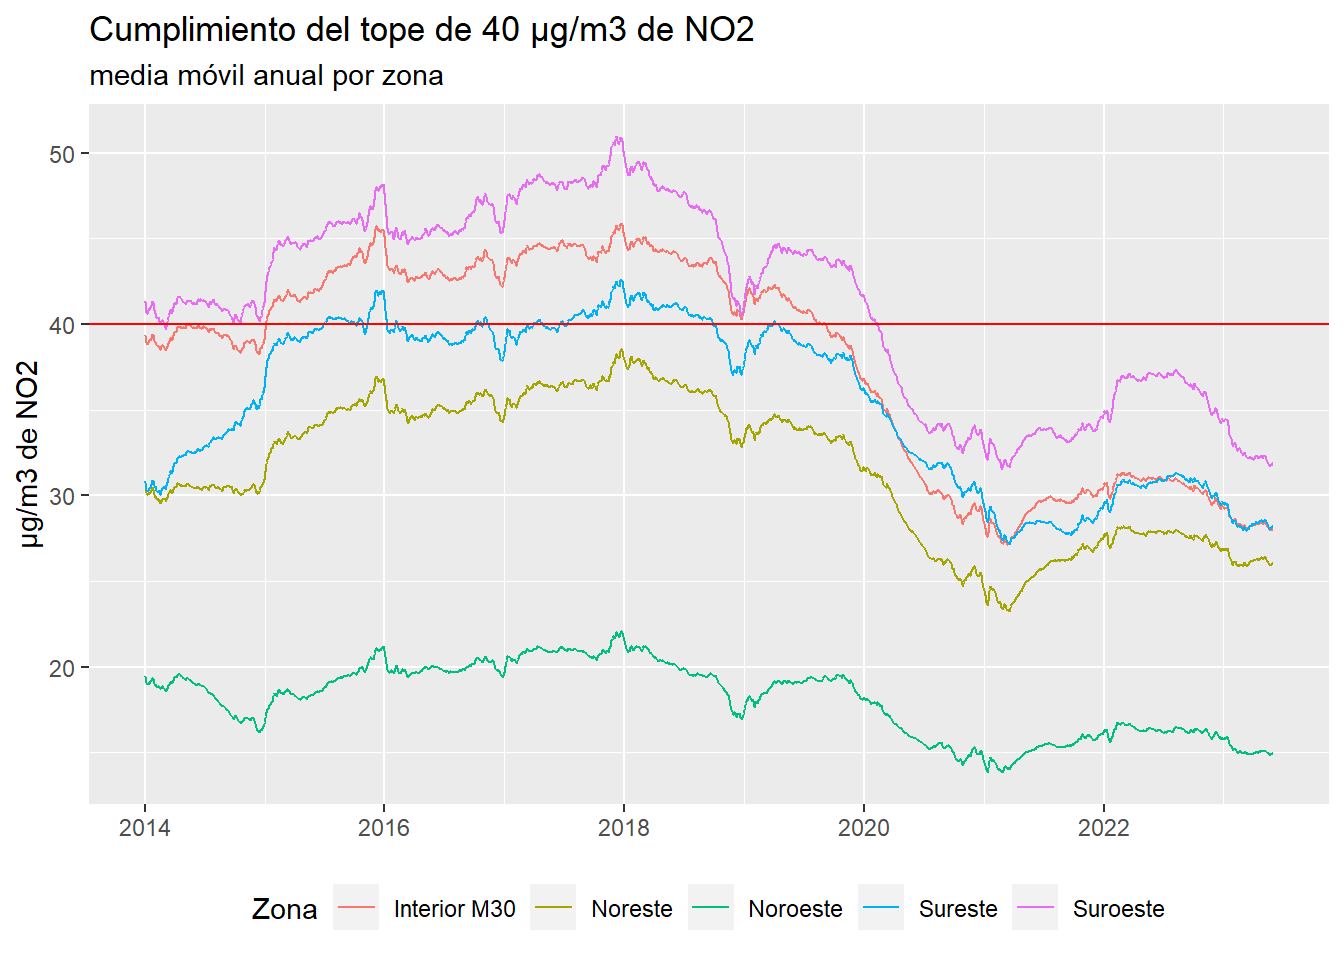 Cumplimiento del tope de 40 µg/m3 de NO2
media móvil anual por zona
µg/m3 de NO2
50
40
30
20
2014 2016 2018 2020 2022
Zona Interior M30 Noreste Noroeste Sureste Suroeste